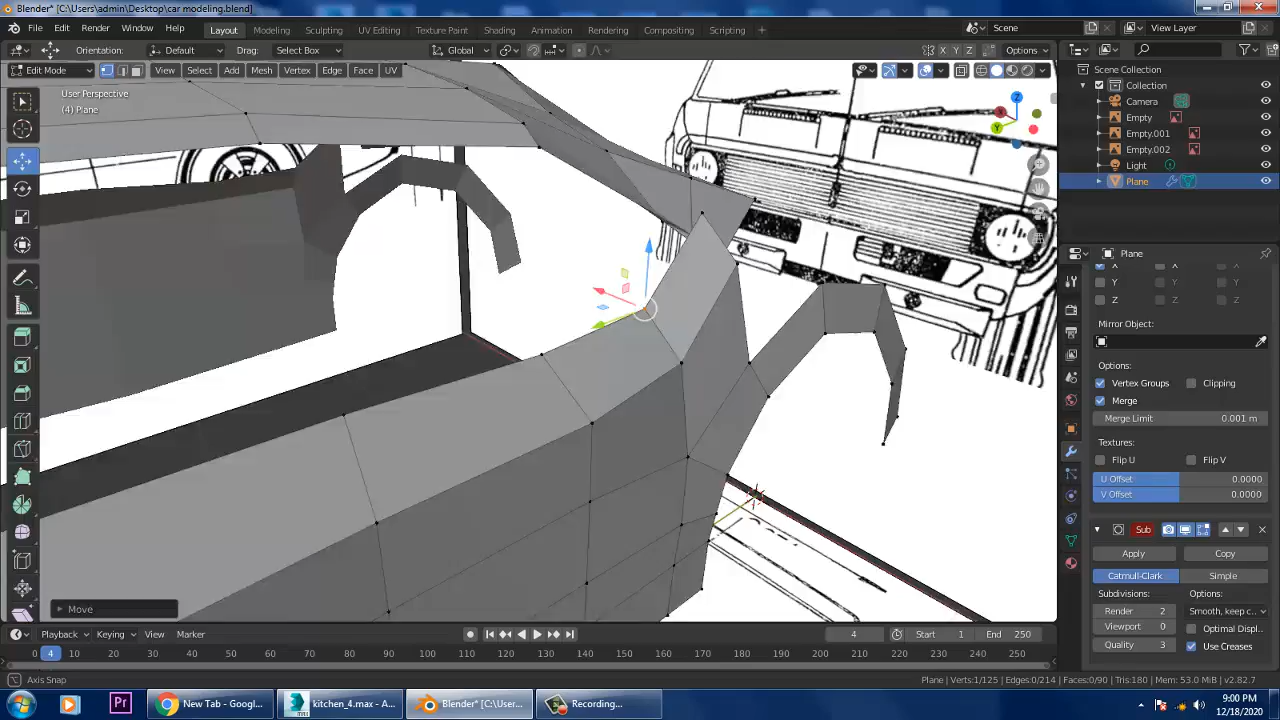 Blender* [C:\Users\admin\Desktop\car modeling.blend]
File Edit Render Window Help Layout Modeling Sculpting UV Editing Texture Paint Shading Animation Rendering Compositing Scripting + Scene View Layer
Orientation: Default Drag: Select Box Global X Y Z Options
Edit Mode View Select Add Mesh Vertex Edge Face UV
User Perspective
(4) Plane
Z
X
Y
Scene Collection
Collection
Camera
Empty
Empty.001
Empty.002
Light
Plane
Plane
X
Y
Z
Mirror Object:
Options:
Vertex Groups Clipping
Merge
Merge Limit 0.001 m
Textures:
Flip U Flip V
U Offset 0.0000
V Offset 0.0000
Sub
Apply Copy
Catmull-Clark Simple
Subdivisions: Options:
Render 2 Smooth, keep c..
Viewport 0 Optimal Displ..
Quality 3 Use Creases
Move
Playback Keying View Marker 4 Start 1 End 250
0 4 10 20 30 40 50 60 70 80 90 100 110 120 130 140 150 160 170 180 190 200 210 220 230 240 250
Axis Snap Plane | Verts:1/125 | Edges:0/214 | Faces:0/90 | Tris:180 | Mem: 53.0 MiB | v2.82.7
Pr New Tab - Googl... kitchen_4.max - A... Blender* [C:\Us... Recording... 9:00 PM
12/18/2020